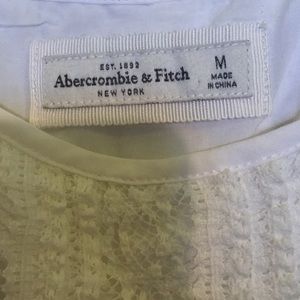 EST. 1892
Abercrombie & Fitch
NEW YORK
M
MADE
IN CHINA